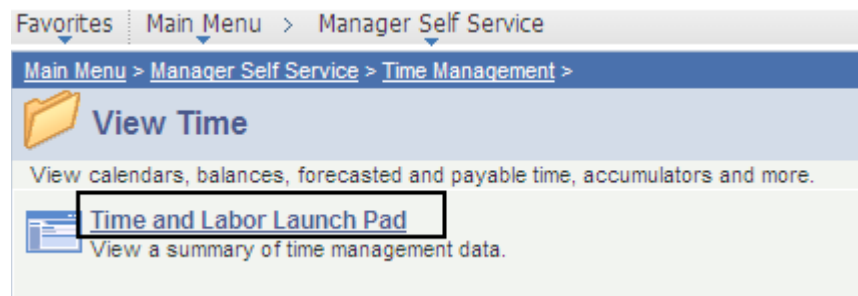 Favorites Main Menu > Manager Self Service
Main Menu > Manager Self Service > Time Management >
View Time
View calendars, balances, forecasted and payable time, accumulators and more.
Time and Labor Launch Pad
View a summary of time management data.